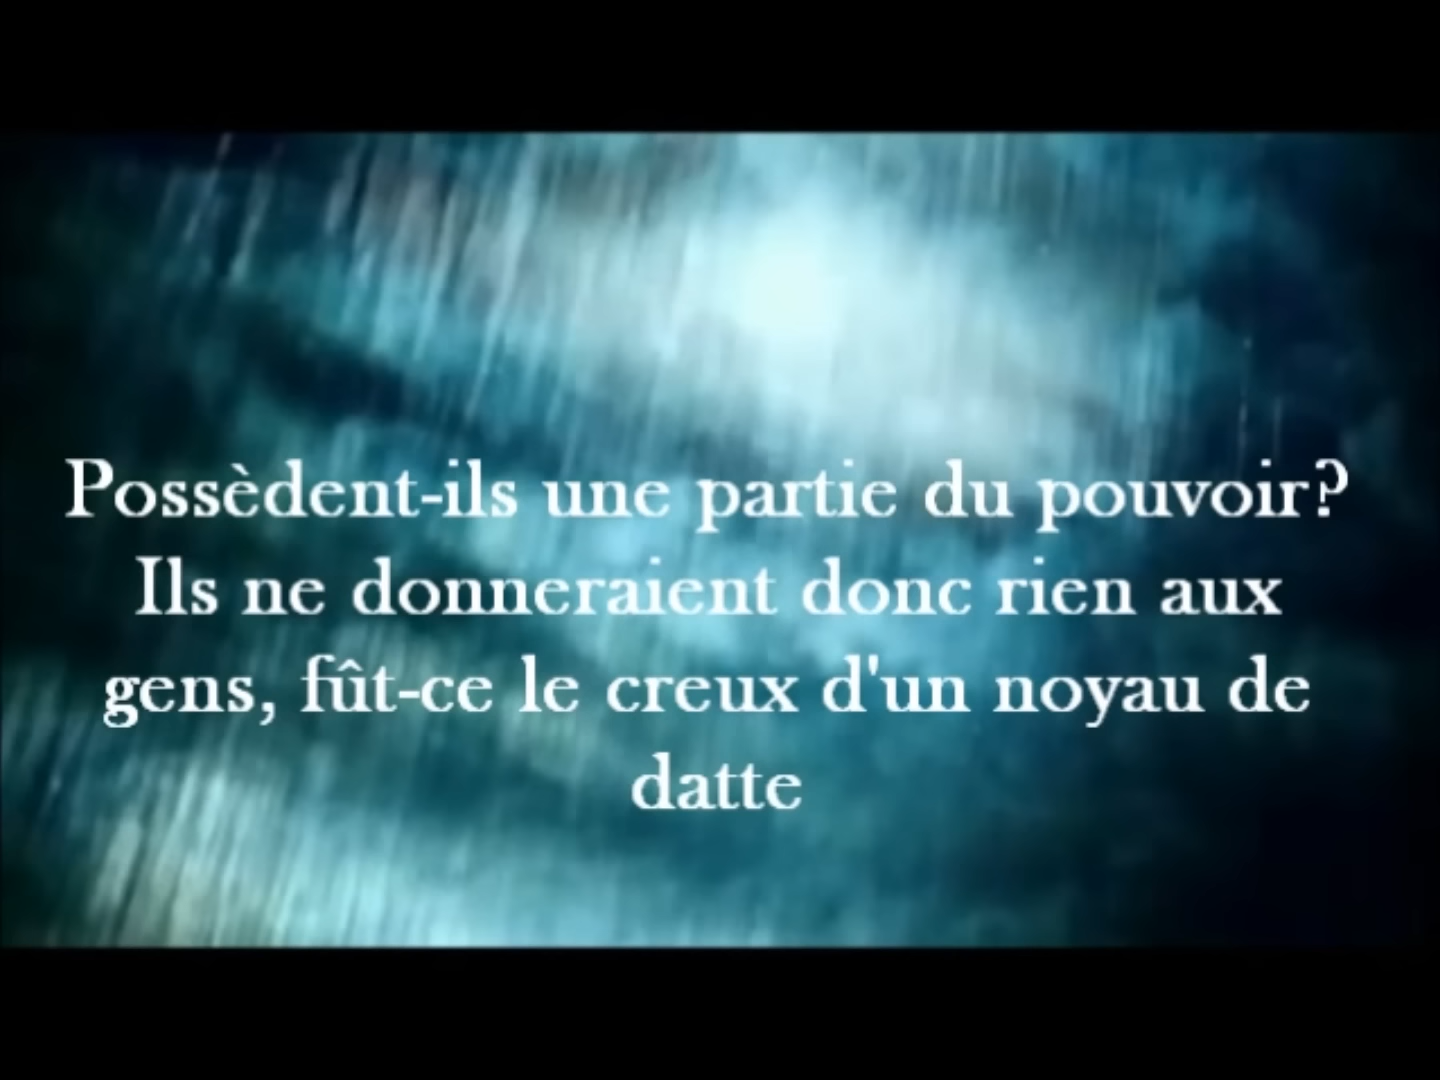 Possèdent-ils une partie du pouvoir?
Ils ne donneraient donc rien aux
gens, fût-ce le creux d'un noyau de
datte